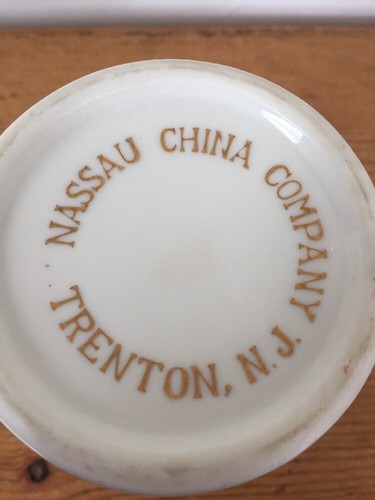 NASSAU CHINA COMPANY
TRENTON, N.J.